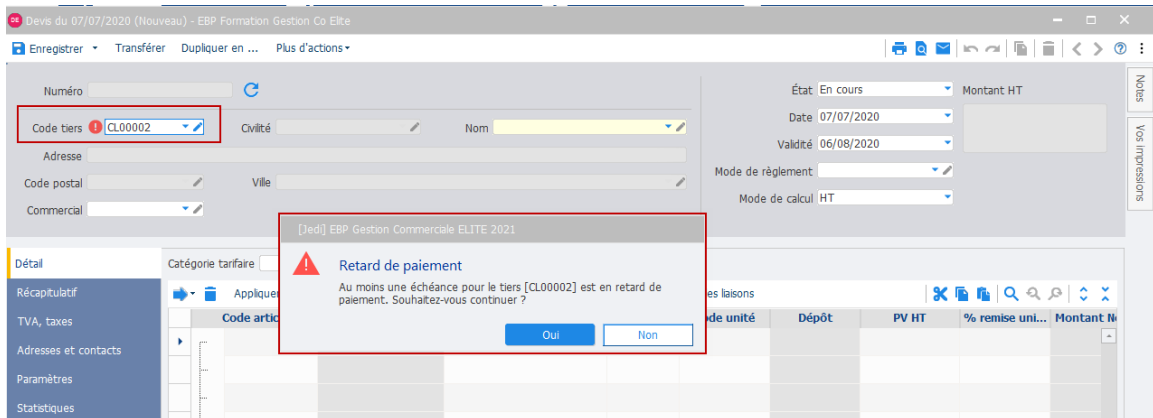 DE Devis du 07/07/2020 (Nouveau) - EBP Formation Gestion Co Elite
Enregistrer Transférer Dupliquer en ... Plus d'actions
Numéro
Code tiers CL00002 Civilité Nom
Adresse
Code postal Ville
Commercial
État En cours Montant HT
Date 07/07/2020
Validité 06/08/2020
Mode de règlement
Mode de calcul HT
Notes
Vos impressions
[Jedi] EBP Gestion Commerciale ELITE 2021
Retard de paiement
Au moins une échéance pour le tiers [CL00002] est en retard de
paiement. Souhaitez-vous continuer ?
Oui Non
Détail
Récapitulatif
TVA, taxes
Adresses et contacts
Paramètres
Statistiques
Catégorie tarifaire
Appliquer
es liaisons
Code artic
ode unité Dépôt PV HT % remise uni... Montant N